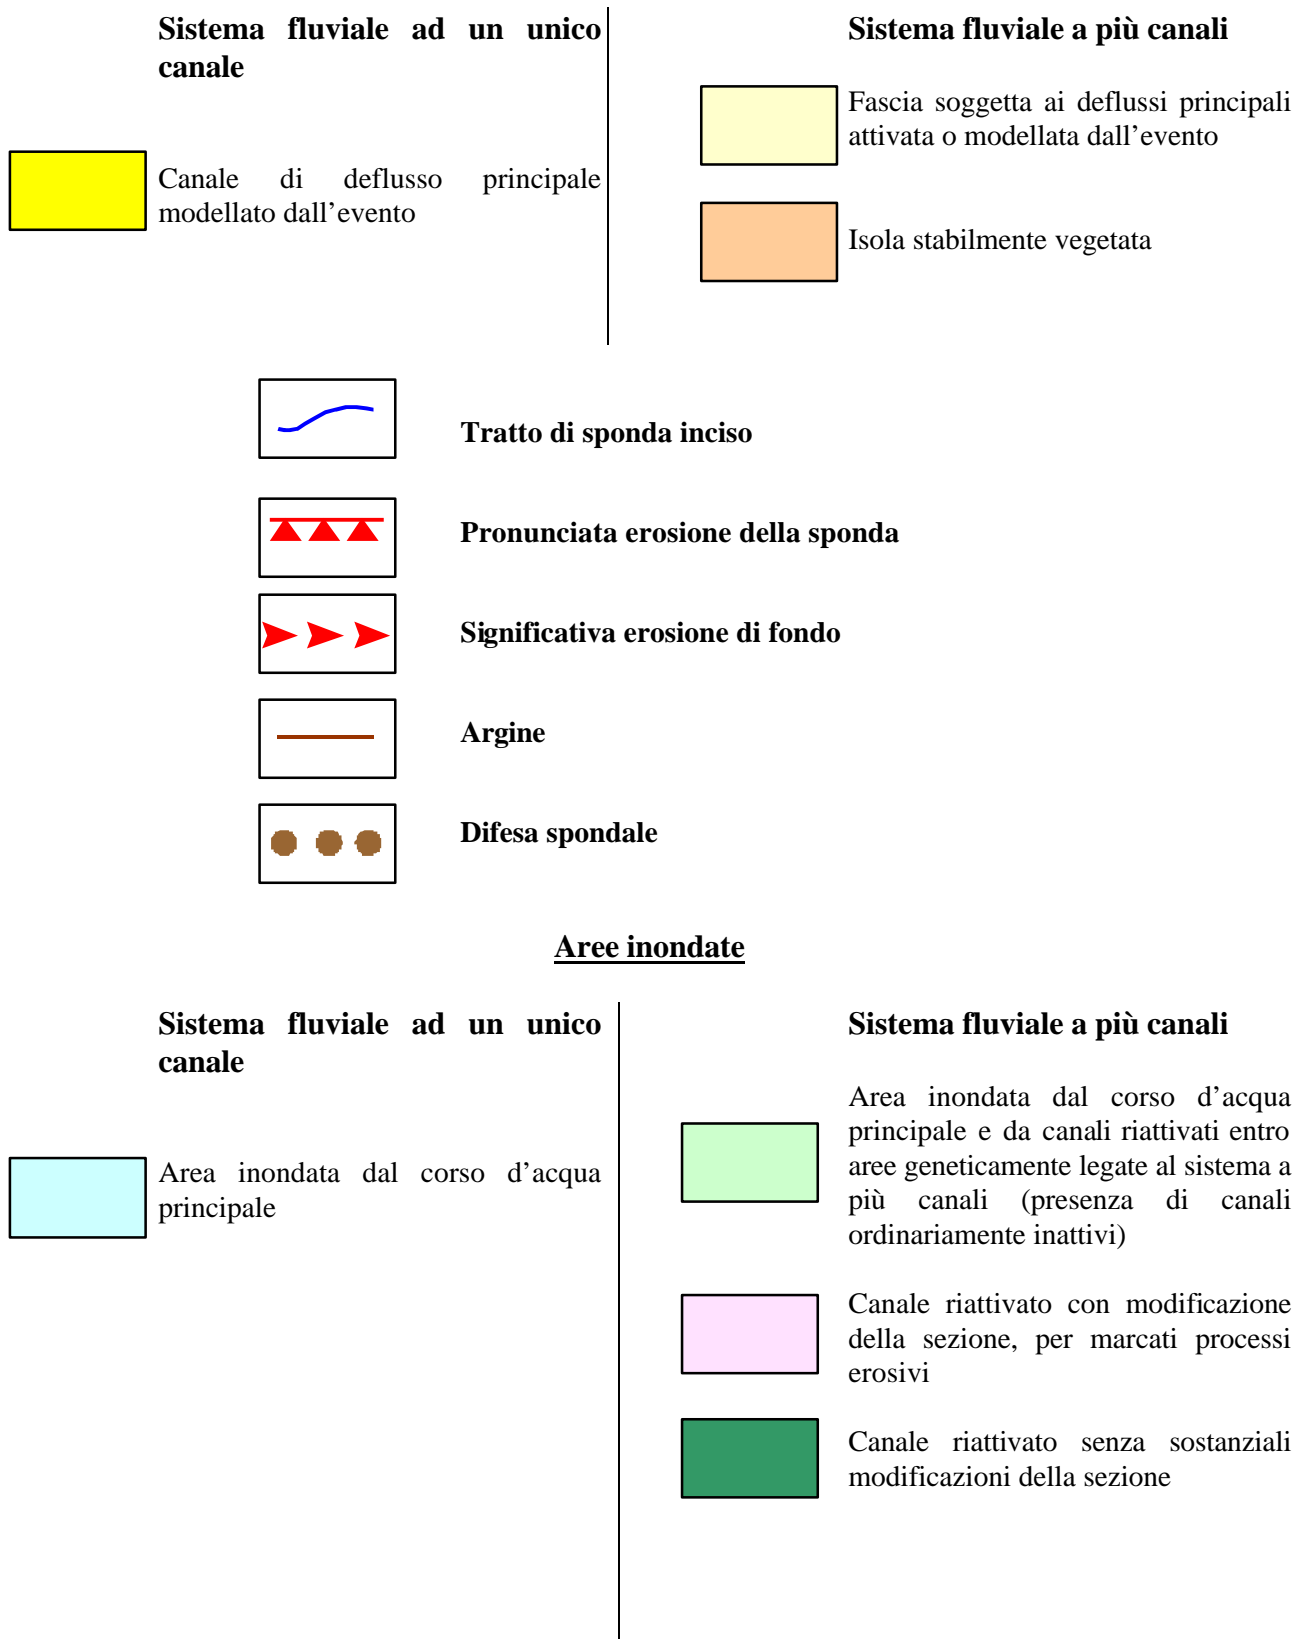 Sistema fluviale ad un unico
canale
Canale di deflusso principale
modellato dall’evento
Sistema fluviale a più canali
Fascia soggetta ai deflussi principali
attivata o modellata dall’evento
Isola stabilmente vegetata
Tratto di sponda inciso
Pronunciata erosione della sponda
Significativa erosione di fondo
Argine
Difesa spondale
Aree inondate
Sistema fluviale ad un unico
canale
Area inondata dal corso d’acqua
principale
Sistema fluviale a più canali
Area inondata dal corso d’acqua
principale e da canali riattivati entro
aree geneticamente legate al sistema a
più canali (presenza di canali
ordinariamente inattivi)
Canale riattivato con modificazione
della sezione, per marcati processi
erosivi
Canale riattivato senza sostanziali
modificazioni della sezione